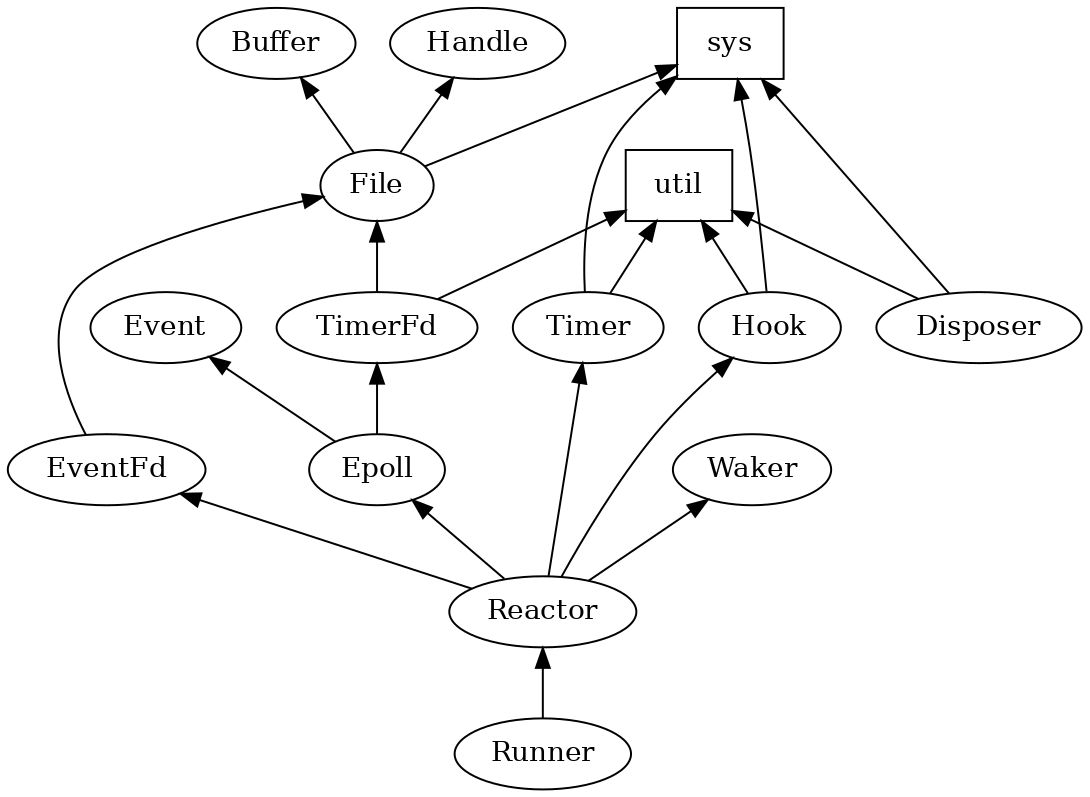 Buffer
Handle
sys
File
util
Event
TimerFd
Timer
Hook
Disposer
EventFd
Epoll
Waker
Reactor
Runner